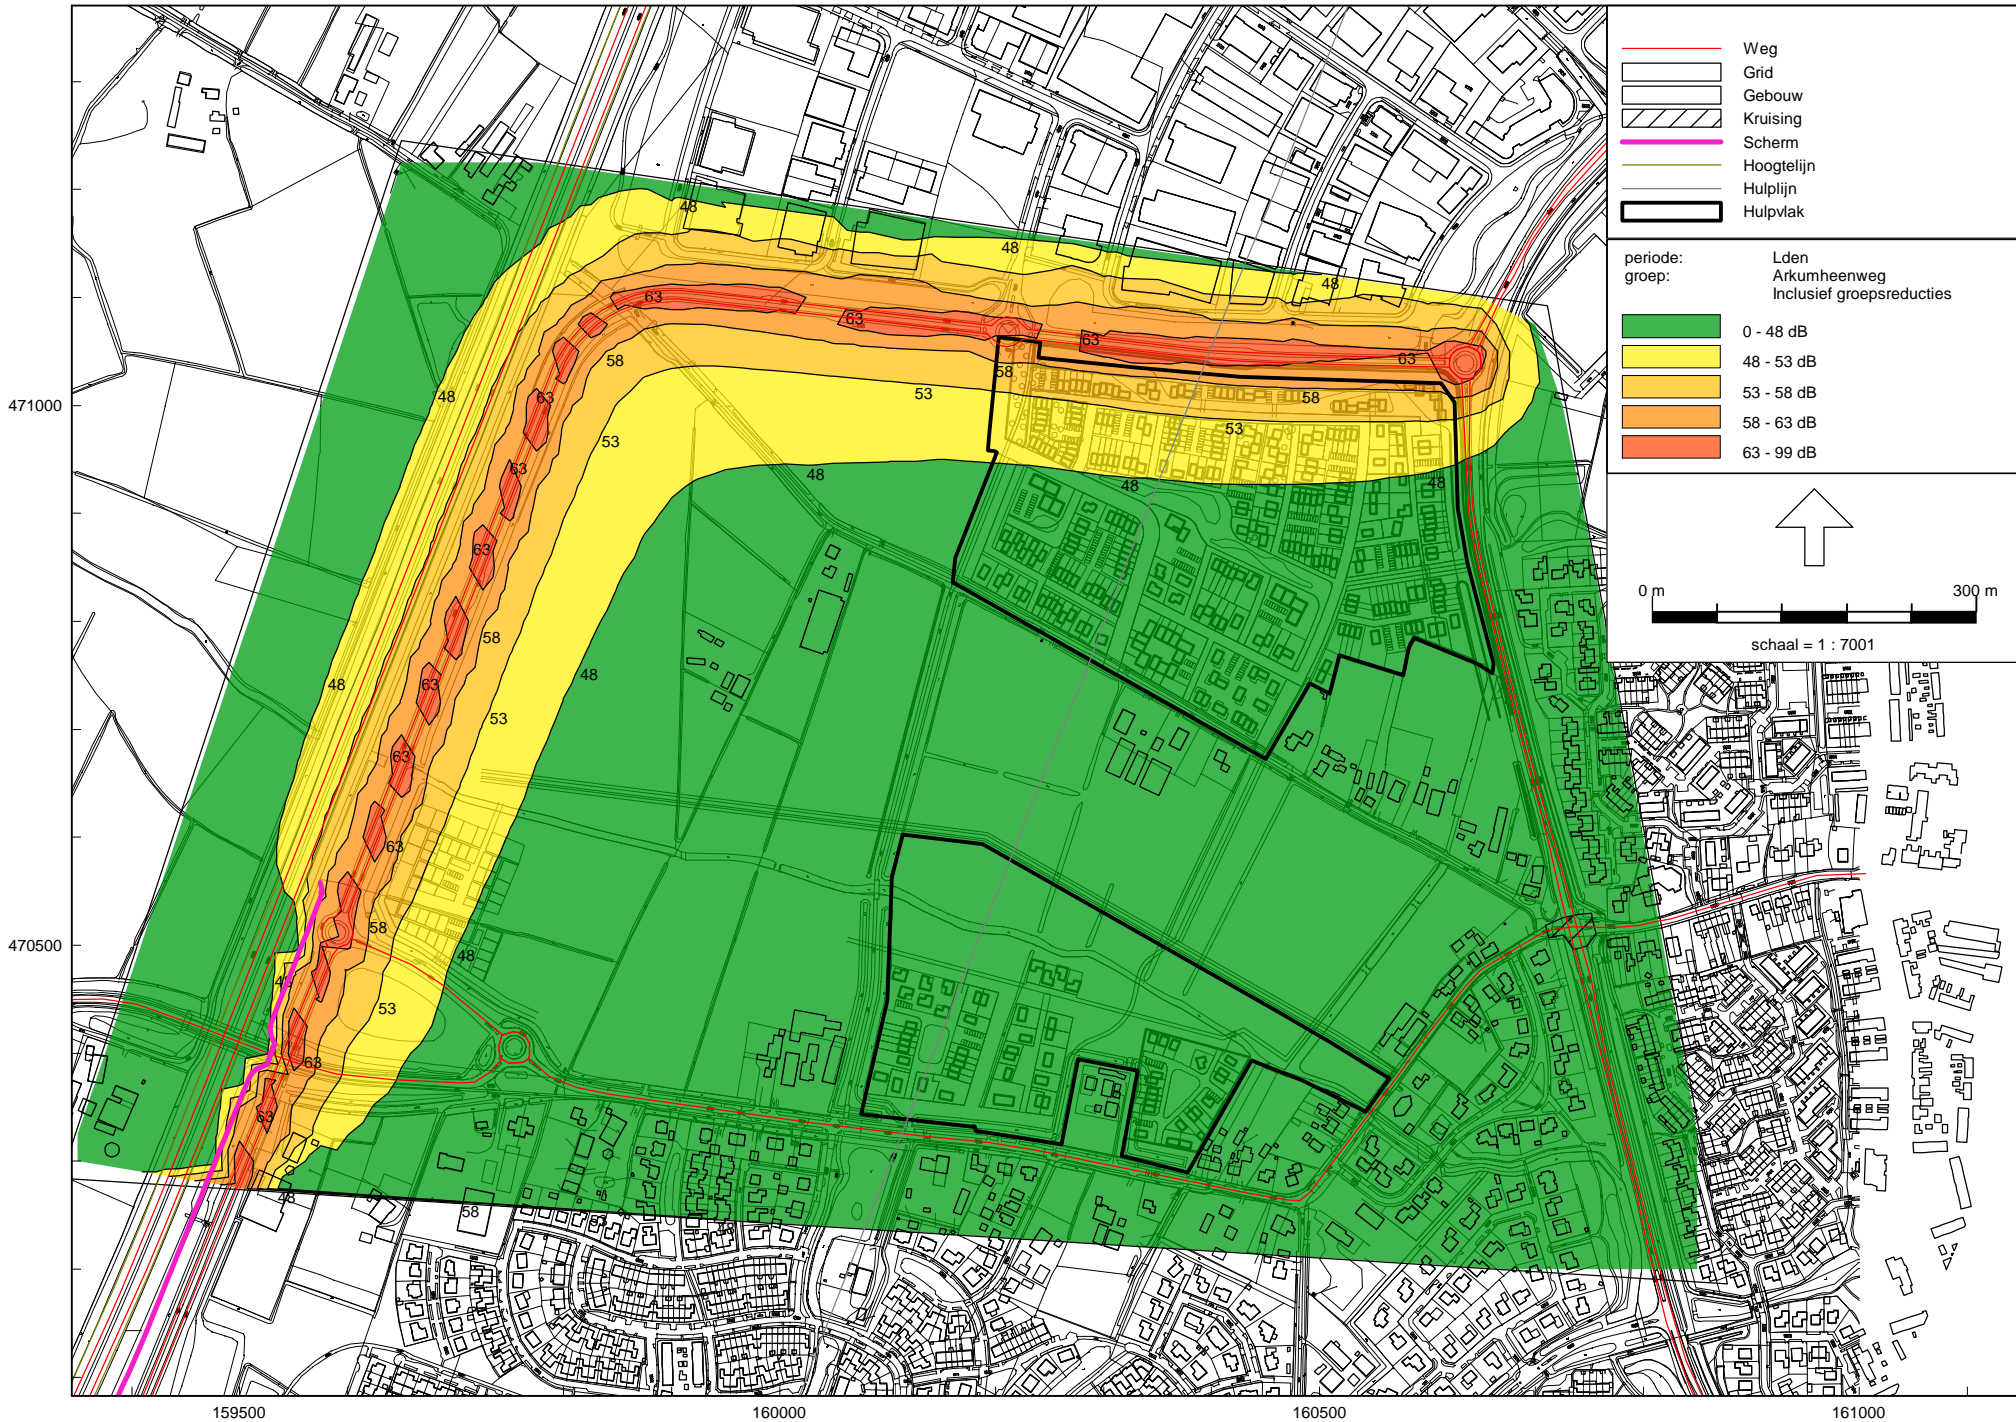 Weg
Grid
Gebouw
Kruising
Scherm
Hoogtelijn
Hulplijn
Hulpvlak
periode: Lden
groep: Arkumheenweg
Inclusief groepsreducties
0 - 48 dB
48 - 53 dB
53 - 58 dB
58 - 63 dB
63 - 99 dB
0 m 300 m
schaal = 1 : 7001
48
48
48
63
63
63
63
58
58
48
63
53
58
53
53
63
48
48
48
63
58
48
63
48
53
63
63
58
48
53
63
63
48
58
471000
470500
159500
160000
160500
161000